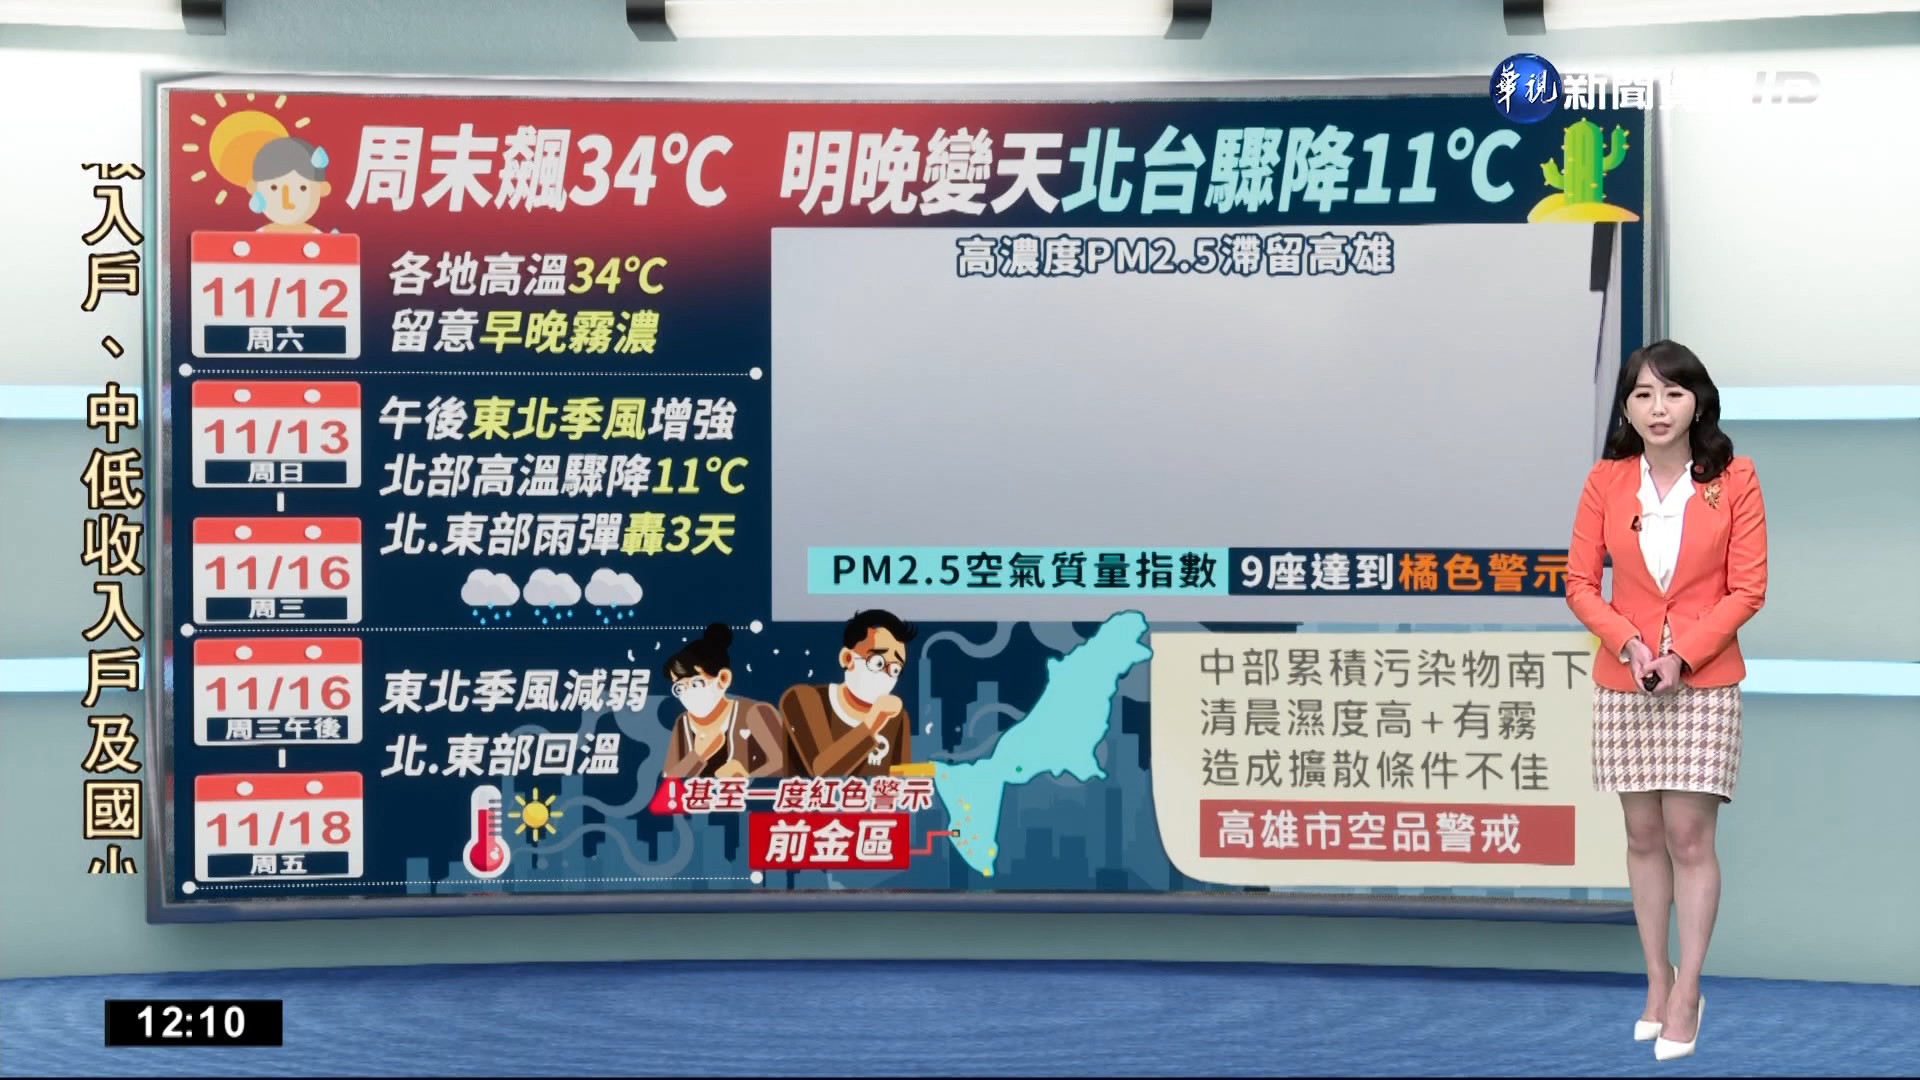 華視新聞資訊 HD
周末飆34°C 明晚變天北台驟降11°C
11/12
周六
各地高溫34°C
留意早晚霧濃
11/13
周日
午後東北季風增強
北部高溫驟降11°C
北.東部雨彈轟3天
11/16
周三
11/16
周三午後
東北季風減弱
北.東部回溫
11/18
周五
高濃度PM2.5滯留高雄
PM2.5空氣質量指數 9座達到橘色警示
!甚至一度紅色警示
前金區
中部累積污染物南下
清晨濕度高+有霧
造成擴散條件不佳
高雄市空品警戒
收入戶、中低收入戶及國小
12:10